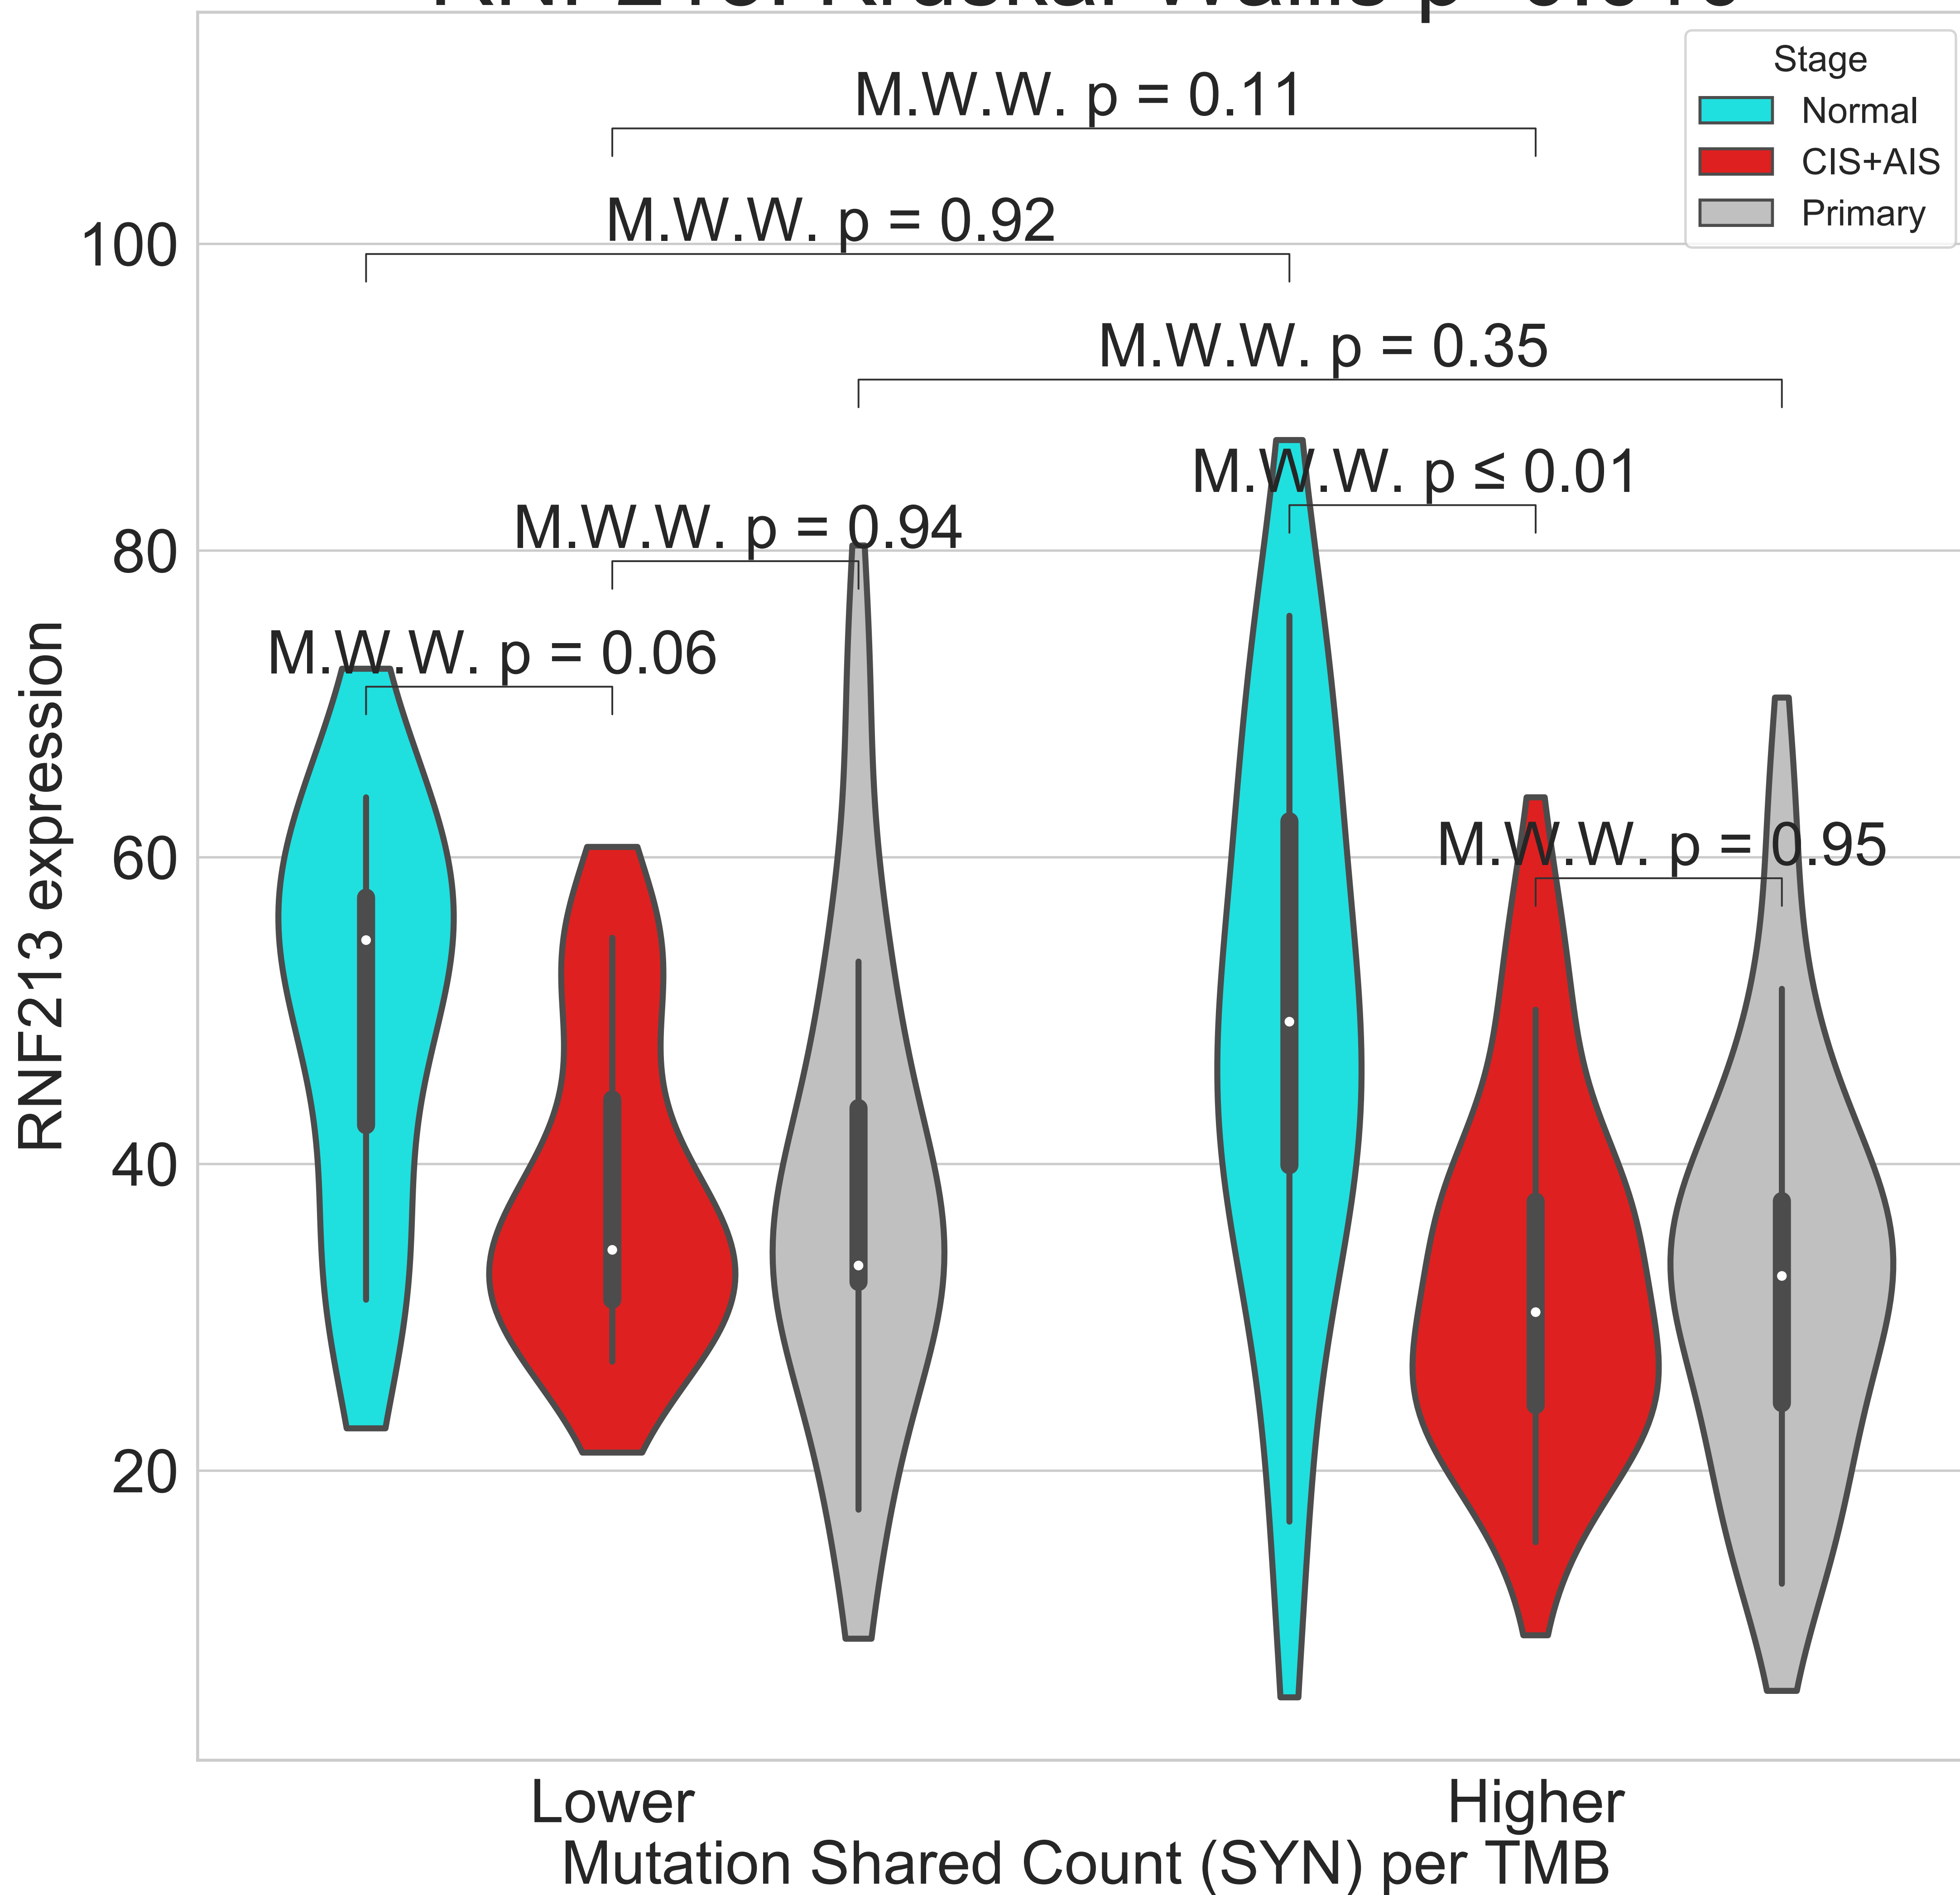 Stage
Normal
CIS+AIS
Primary
M.W.W. p = 0.11
M.W.W. p = 0.92
M.W.W. p = 0.35
M.W.W. p ≤ 0.01
M.W.W. p = 0.94
M.W.W. p = 0.06
M.W.W. p = 0.95
100
80
60
40
20
RNF213 expression
Lower
Higher
Mutation Shared Count (SYN) per TMB